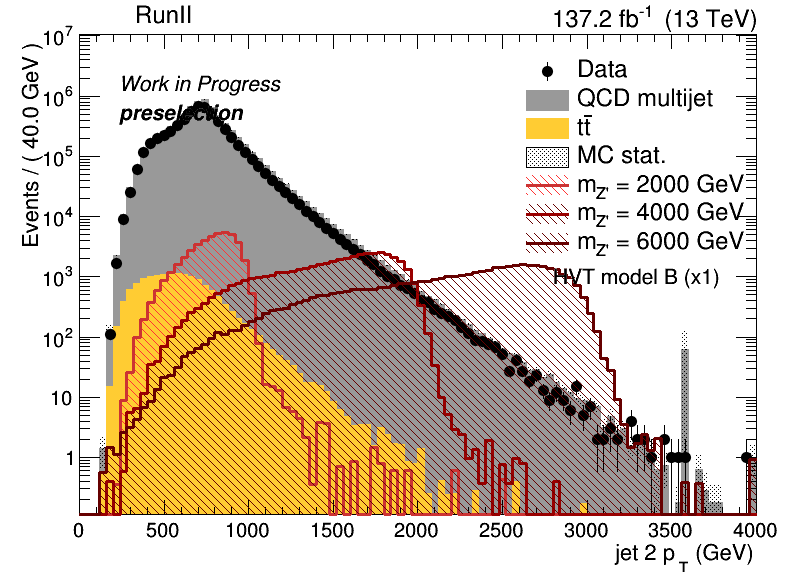 RunII
137.2 fb⁻¹ (13 TeV)
Events / ( 40.0 GeV )
10⁷
10⁶
10⁵
10⁴
10³
10²
10
1
Work in Progress
preselection
Data
QCD multijet
tt̄
MC stat.
m_Z' = 2000 GeV
m_Z' = 4000 GeV
m_Z' = 6000 GeV
HVT model B (x1)
0 500 1000 1500 2000 2500 3000 3500 4000
jet 2 p_T (GeV)